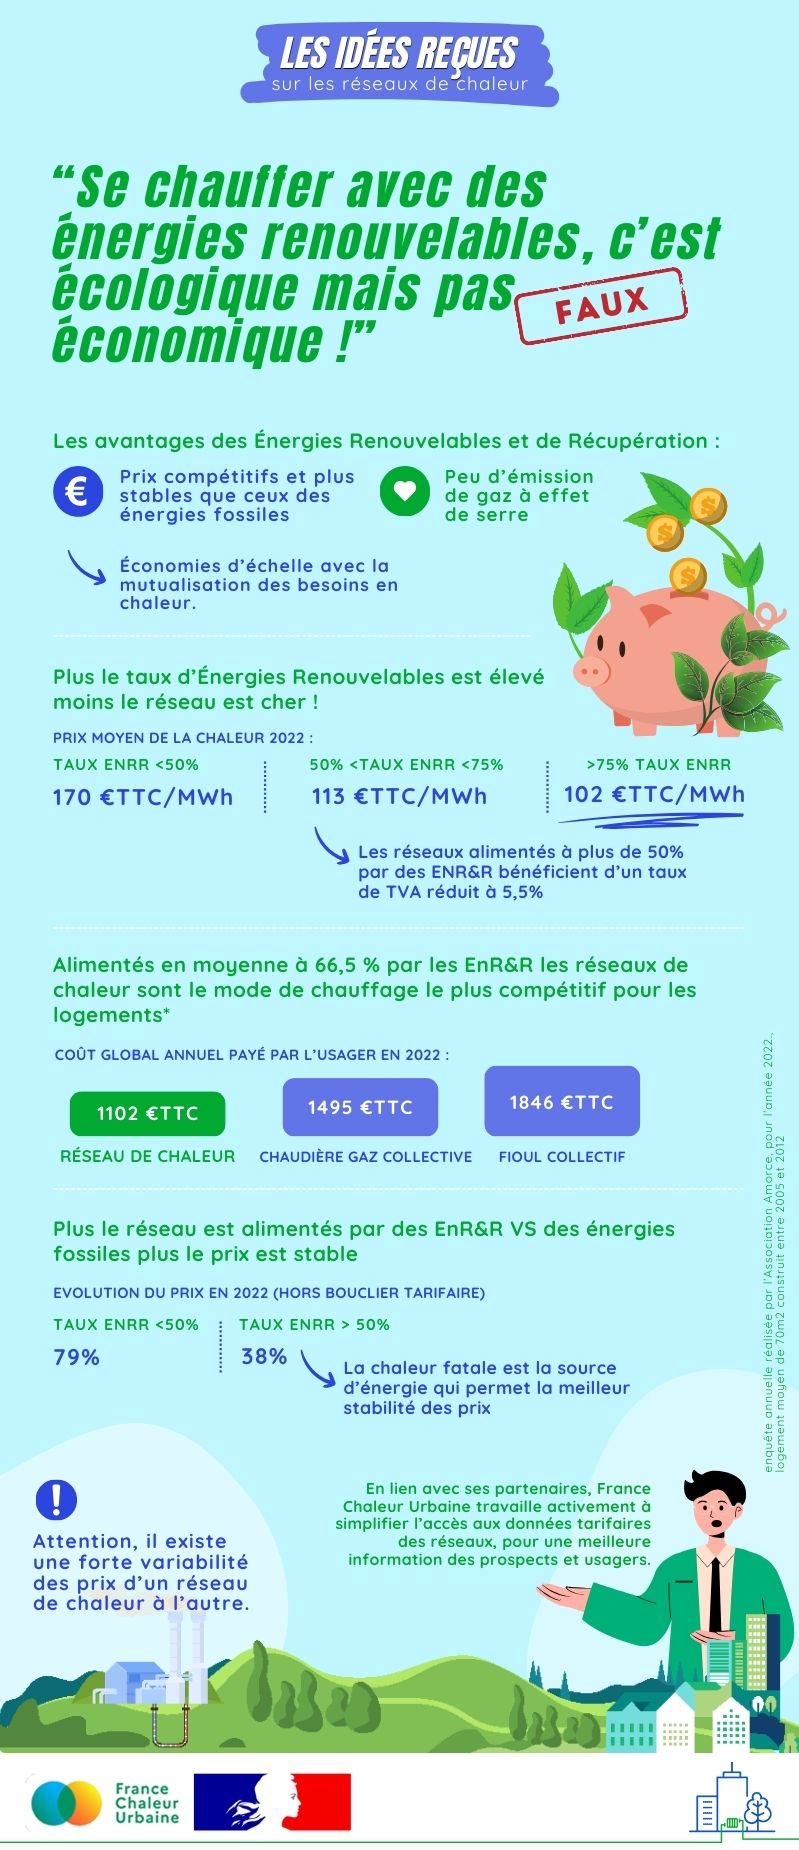 LES IDÉES REÇUES
sur les réseaux de chaleur
“Se chauffer avec des
énergies renouvelables, c’est
écologique mais pas
économique !”
FAUX
Les avantages des Énergies Renouvelables et de Récupération :
€
Prix compétitifs et plus
stables que ceux des
énergies fossiles
Peu d’émission
de gaz à effet
de serre
Économies d’échelle avec la
mutualisation des besoins en
chaleur.
Plus le taux d’Énergies Renouvelables est élevé
moins le réseau est cher !
PRIX MOYEN DE LA CHALEUR 2022 :
TAUX ENRR <50%
170 €TTC/MWh
50% <TAUX ENRR <75%
113 €TTC/MWh
>75% TAUX ENRR
102 €TTC/MWh
Les réseaux alimentés à plus de 50%
par des ENR&R bénéficient d’un taux
de TVA réduit à 5,5%
Alimentés en moyenne à 66,5 % par les EnR&R les réseaux de
chaleur sont le mode de chauffage le plus compétitif pour les
logements*
COÛT GLOBAL ANNUEL PAYÉ PAR L’USAGER EN 2022 :
1102 €TTC
RÉSEAU DE CHALEUR
1495 €TTC
CHAUDIÈRE GAZ COLLECTIVE
1846 €TTC
FIOUL COLLECTIF
enquête annuelle réalisée par l’Association Amorce, pour l’année 2022.,
logement moyen de 70m2 construit entre 2005 et 2012
Plus le réseau est alimentés par des EnR&R VS des énergies
fossiles plus le prix est stable
EVOLUTION DU PRIX EN 2022 (HORS BOUCLIER TARIFAIRE)
TAUX ENRR <50%
79%
TAUX ENRR > 50%
38%
La chaleur fatale est la source
d’énergie qui permet la meilleur
stabilité des prix
!
Attention, il existe
une forte variabilité
des prix d’un réseau
de chaleur à l’autre.
En lien avec ses partenaires, France
Chaleur Urbaine travaille activement à
simplifier l’accès aux données tarifaires
des réseaux, pour une meilleure
information des prospects et usagers.
France
Chaleur
Urbaine